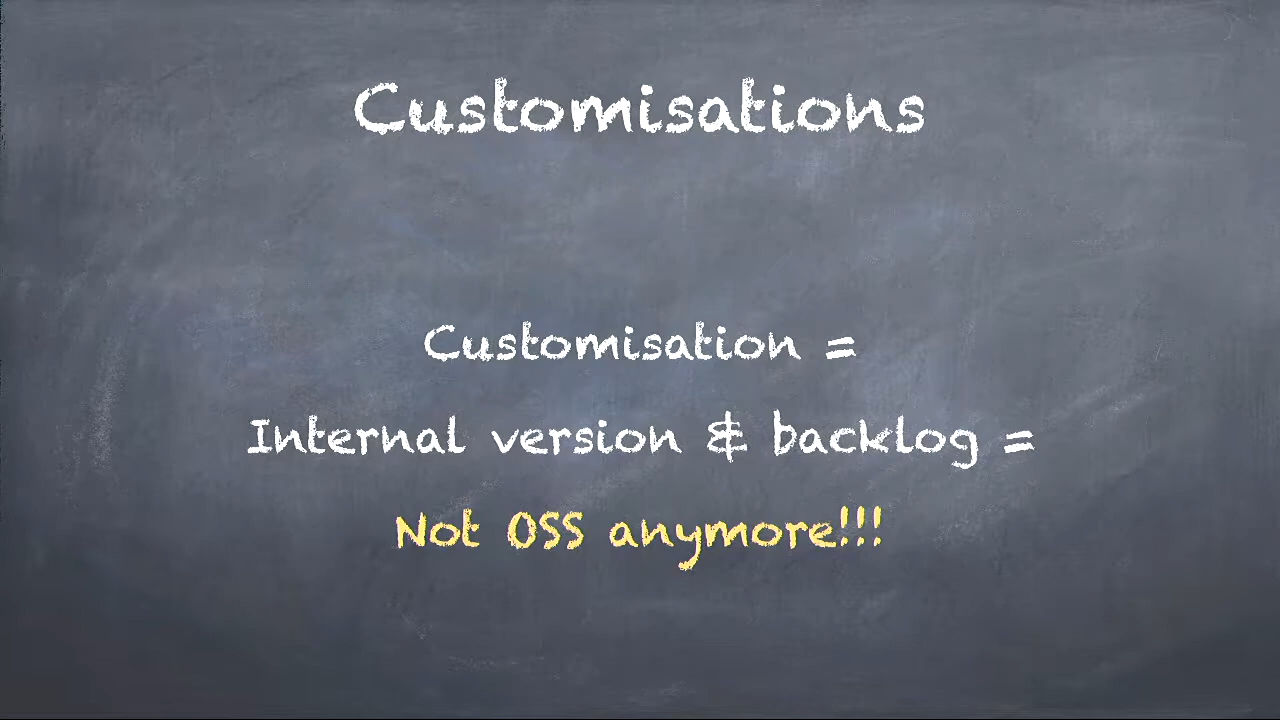 Customisations
Customisation =
Internal version & backlog =
Not OSS anymore!!!